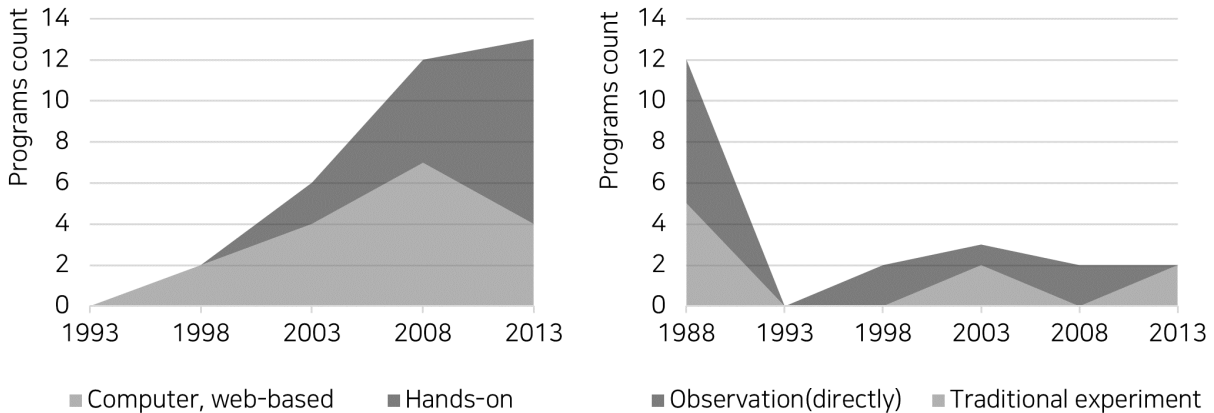 Programs count
14
12
10
8
6
4
2
0
1993 1998 2003 2008 2013
Computer, web-based Hands-on
Programs count
14
12
10
8
6
4
2
0
1988 1993 1998 2003 2008 2013
Observation(directly) Traditional experiment